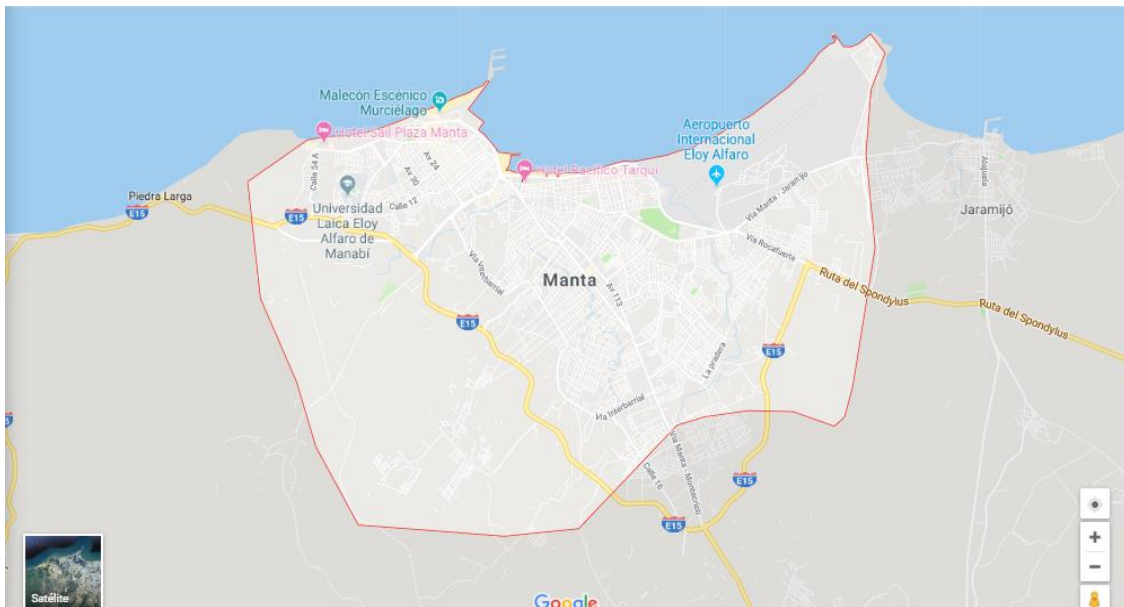 Malecón Escénico
Murciélago
Hotel Sail Plaza Manta
Aeropuerto
Internacional
Eloy Alfaro
Hotel Pacífico Tarqui
Calle 54 A
Av 24
Av 30
Calle 12
Universidad
Laica Eloy
Alfaro de
Manabí
Piedra Larga
E15
E15
Vía Manta - Jaramijó
Atahualpa
Jaramijó
Vía Rocafuerte
Vía Villerbarrial
Manta
Av 113
Ruta del Spondylus
Ruta del Spondylus
E15
E15
La pradera
Vía Interbarrial
Calle 16
Vía Manta - Montecristi
E15
E15
Satélite
Google